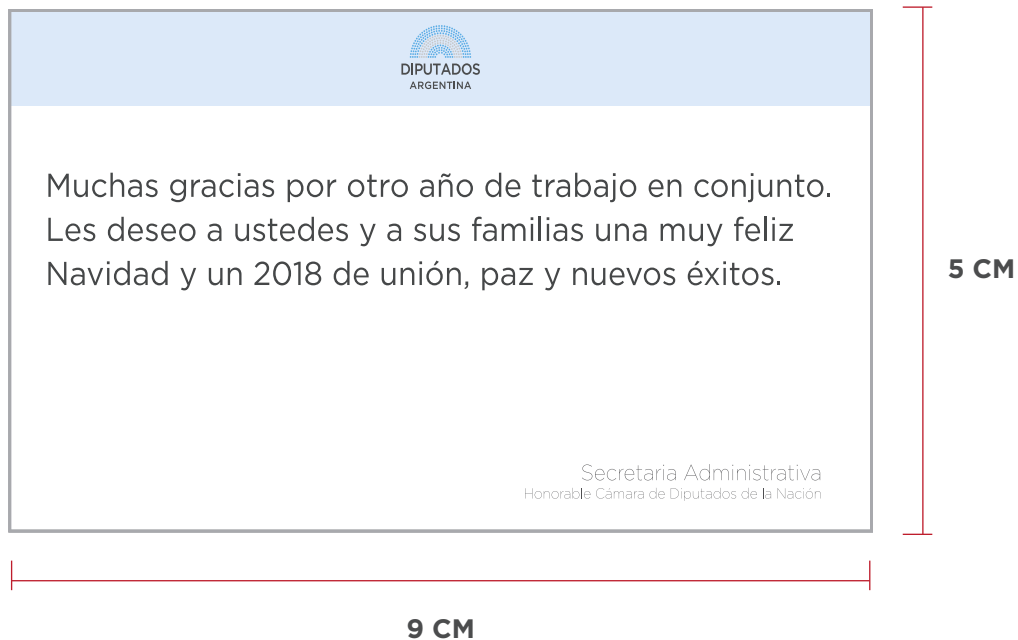 DIPUTADOS
ARGENTINA
Muchas gracias por otro año de trabajo en conjunto.
Les deseo a ustedes y a sus familias una muy feliz
Navidad y un 2018 de unión, paz y nuevos éxitos.
5 CM
Secretaria Administrativa
Honorable Cámara de Diputados de la Nación
9 CM